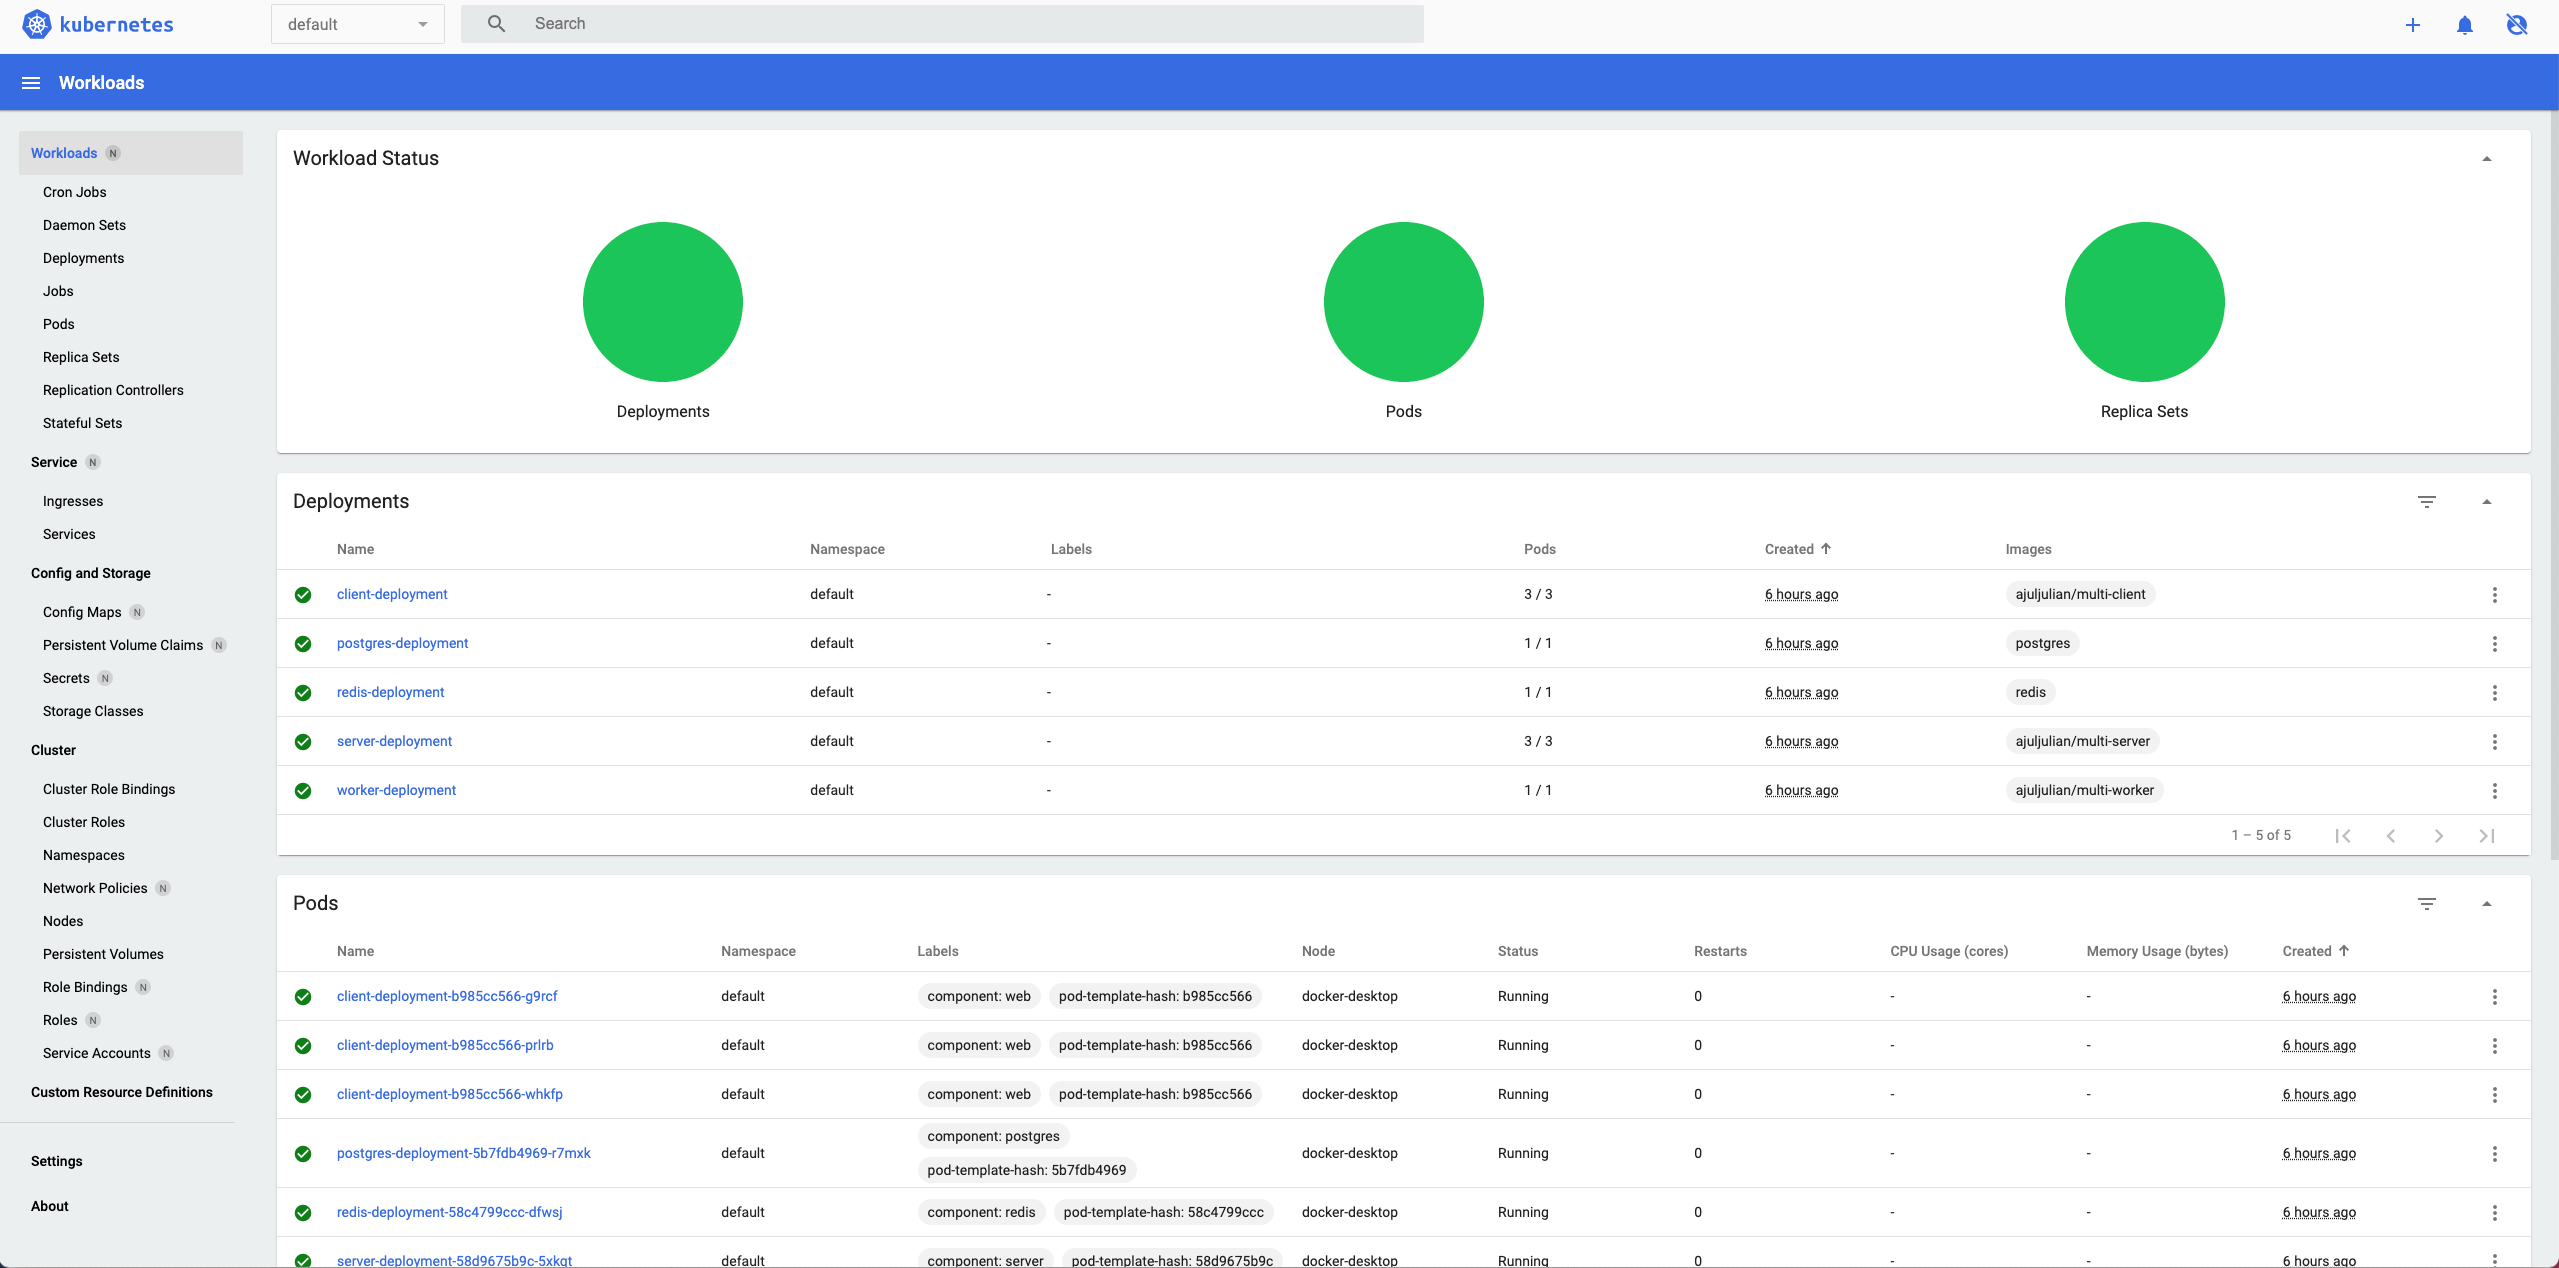 kubernetes
default
Search
Workloads
Workloads N
Cron Jobs
Daemon Sets
Deployments
Jobs
Pods
Replica Sets
Replication Controllers
Stateful Sets
Service N
Ingresses
Services
Config and Storage
Config Maps N
Persistent Volume Claims N
Secrets N
Storage Classes
Cluster
Cluster Role Bindings
Cluster Roles
Namespaces
Network Policies N
Nodes
Persistent Volumes
Role Bindings N
Roles N
Service Accounts N
Custom Resource Definitions
Settings
About
Workload Status
Deployments Pods Replica Sets
Deployments
Name Namespace Labels Pods Created Images
client-deployment default - 3 / 3 6 hours ago ajuljulian/multi-client
postgres-deployment default - 1 / 1 6 hours ago postgres
redis-deployment default - 1 / 1 6 hours ago redis
server-deployment default - 3 / 3 6 hours ago ajuljulian/multi-server
worker-deployment default - 1 / 1 6 hours ago ajuljulian/multi-worker
1 – 5 of 5
Pods
Name Namespace Labels Node Status Restarts CPU Usage (cores) Memory Usage (bytes) Created
client-deployment-b985cc566-g9rcf default component: web pod-template-hash: b985cc566 docker-desktop Running 0 - - 6 hours ago
client-deployment-b985cc566-prlrb default component: web pod-template-hash: b985cc566 docker-desktop Running 0 - - 6 hours ago
client-deployment-b985cc566-whkfp default component: web pod-template-hash: b985cc566 docker-desktop Running 0 - - 6 hours ago
component: postgres
postgres-deployment-5b7fdb4969-r7mxk default docker-desktop Running 0 - - 6 hours ago
pod-template-hash: 5b7fdb4969
redis-deployment-58c4799ccc-dfwsj default component: redis pod-template-hash: 58c4799ccc docker-desktop Running 0 - - 6 hours ago
default component: server pod-template-hash: 58d9675b9c docker-desktop Running 0 - - 6 hours ago